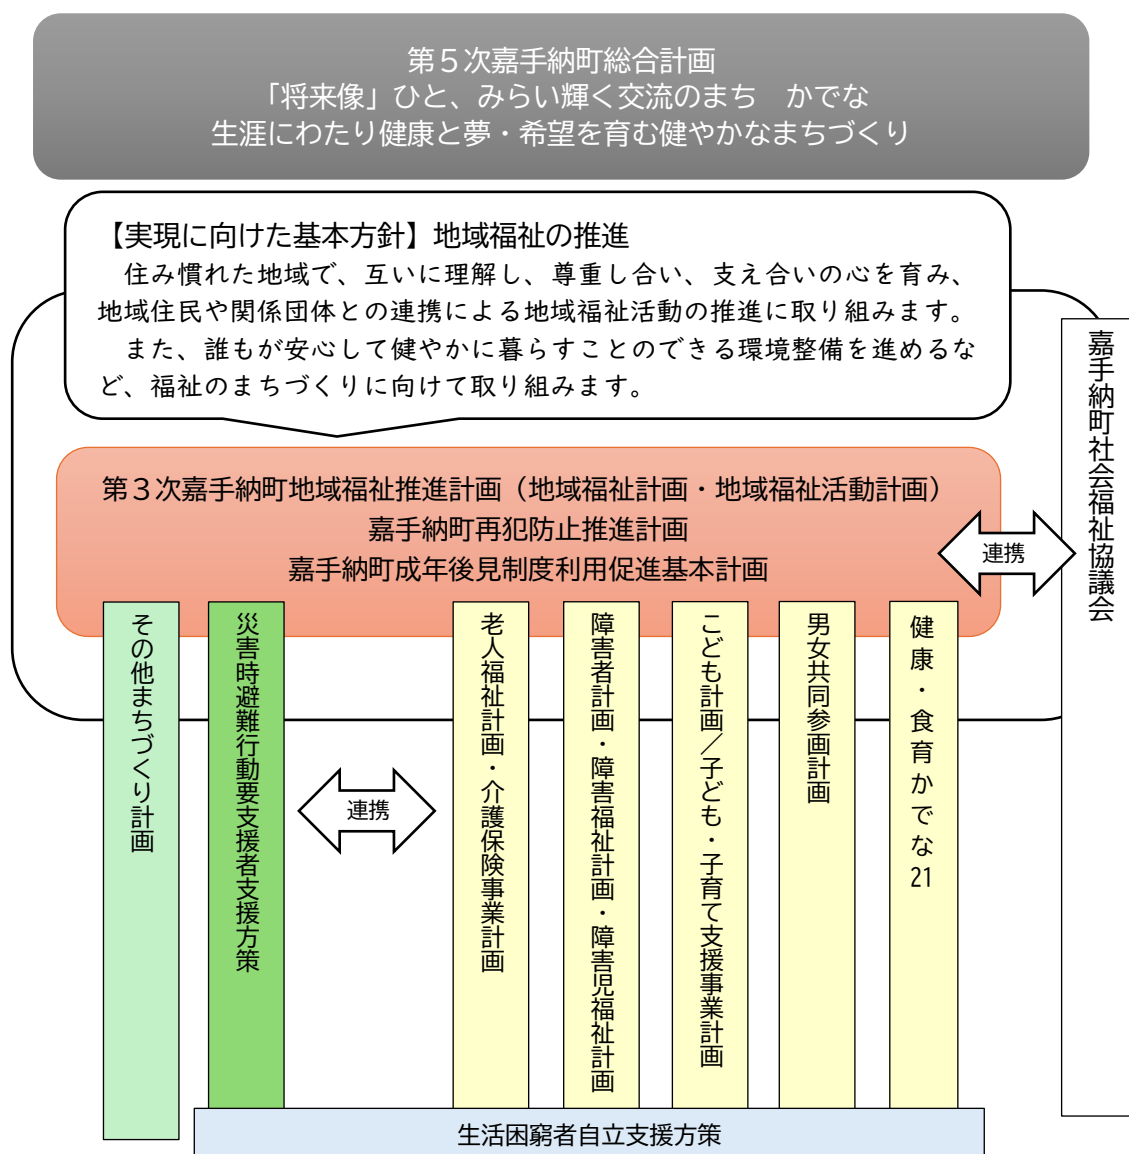 第５次嘉手納町総合計画
「将来像」ひと、みらい輝く交流のまち　かでな
生涯にわたり健康と夢・希望を育む健やかなまちづくり
【実現に向けた基本方針】地域福祉の推進
　住み慣れた地域で、互いに理解し、尊重し合い、支え合いの心を育み、
地域住民や関係団体との連携による地域福祉活動の推進に取り組みます。
　また、誰もが安心して健やかに暮らすことのできる環境整備を進めるな
ど、福祉のまちづくりに向けて取り組みます。
第３次嘉手納町地域福祉推進計画（地域福祉計画・地域福祉活動計画）
嘉手納町再犯防止推進計画
嘉手納町成年後見制度利用促進基本計画
連携
嘉手納町社会福祉協議会
その他まちづくり計画
災害時避難行動要支援者支援方策
連携
老人福祉計画・介護保険事業計画
障害者計画・障害福祉計画・障害児福祉計画
こども計画／子ども・子育て支援事業計画
男女共同参画計画
健康・食育かでな21
生活困窮者自立支援方策